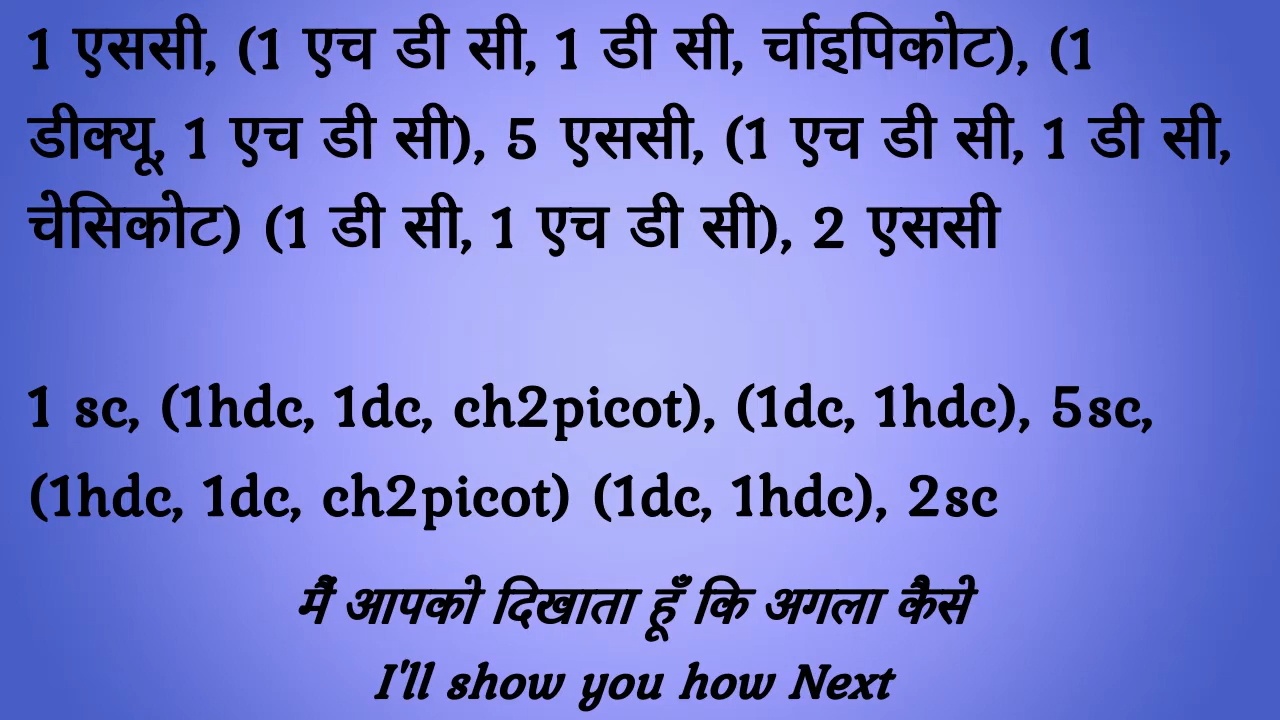 1 एससी, (1 एच डी सी, 1 डी सी, र्चाइपिकोट), (1
डीक्यू, 1 एच डी सी), 5 एससी, (1 एच डी सी, 1 डी सी,
चेसिकोट) (1 डी सी, 1 एच डी सी), 2 एससी
1 sc, (1hdc, 1dc, ch2picot), (1dc, 1hdc), 5sc,
(1hdc, 1dc, ch2picot) (1dc, 1hdc), 2sc
मैं आपको दिखाता हूँ कि अगला कैसे
I'll show you how Next